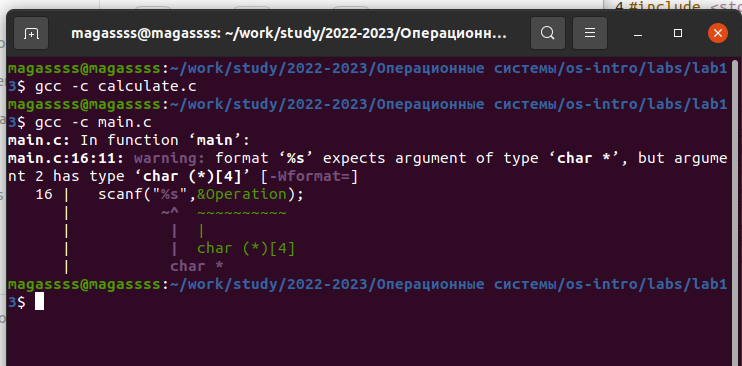 4 #include <std
magassss@magassss: ~/work/study/2022-2023/Операционн...
magassss@magassss:~/work/study/2022-2023/Операционные системы/os-intro/labs/lab1
3$ gcc -c calculate.c
magassss@magassss:~/work/study/2022-2023/Операционные системы/os-intro/labs/lab1
3$ gcc -c main.c
main.c: In function ‘main’:
main.c:16:11: warning: format ‘%s’ expects argument of type ‘char *’, but argume
nt 2 has type ‘char (*)[4]’ [-Wformat=]
16 |   scanf("%s",&Operation);
|          ~^  ~~~~~~~~~~
|           |  |
|           |  char (*)[4]
|           char *
magassss@magassss:~/work/study/2022-2023/Операционные системы/os-intro/labs/lab1
3$